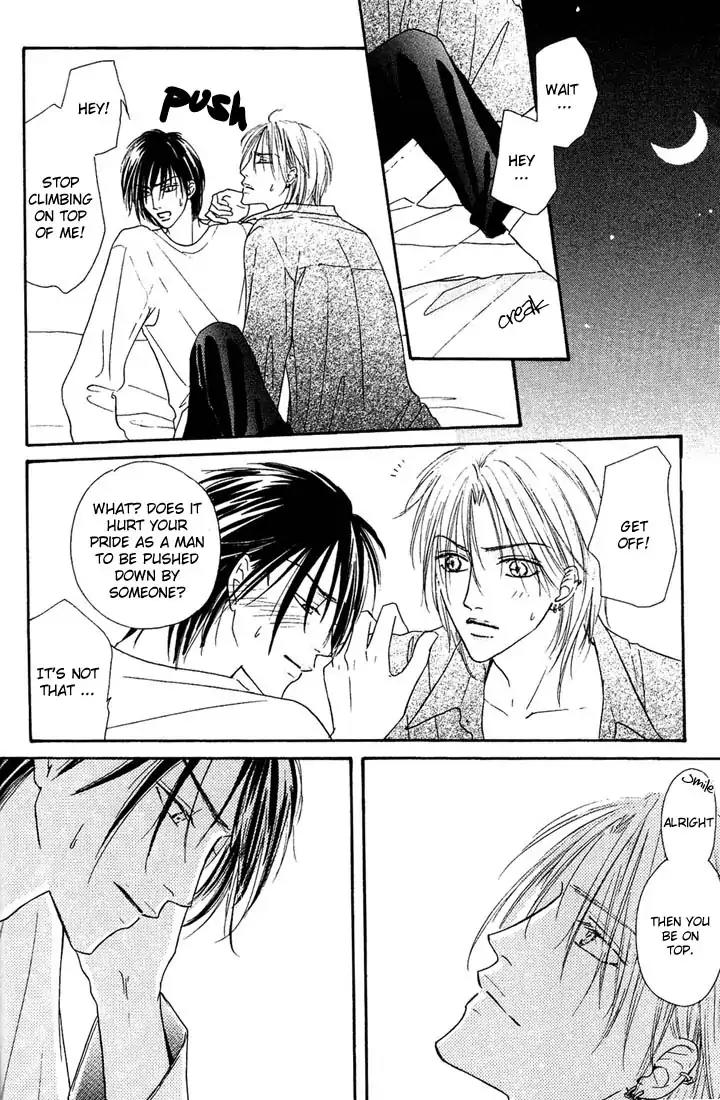 WAIT
...
HEY
...
creak
push
HEY!
STOP
CLIMBING
ON TOP
OF ME!
GET
OFF!
WHAT? DOES IT
HURT YOUR
PRIDE AS A MAN
TO BE PUSHED
DOWN BY
SOMEONE?
IT'S NOT
THAT ...
smile
ALRIGHT
THEN YOU
BE ON
TOP.